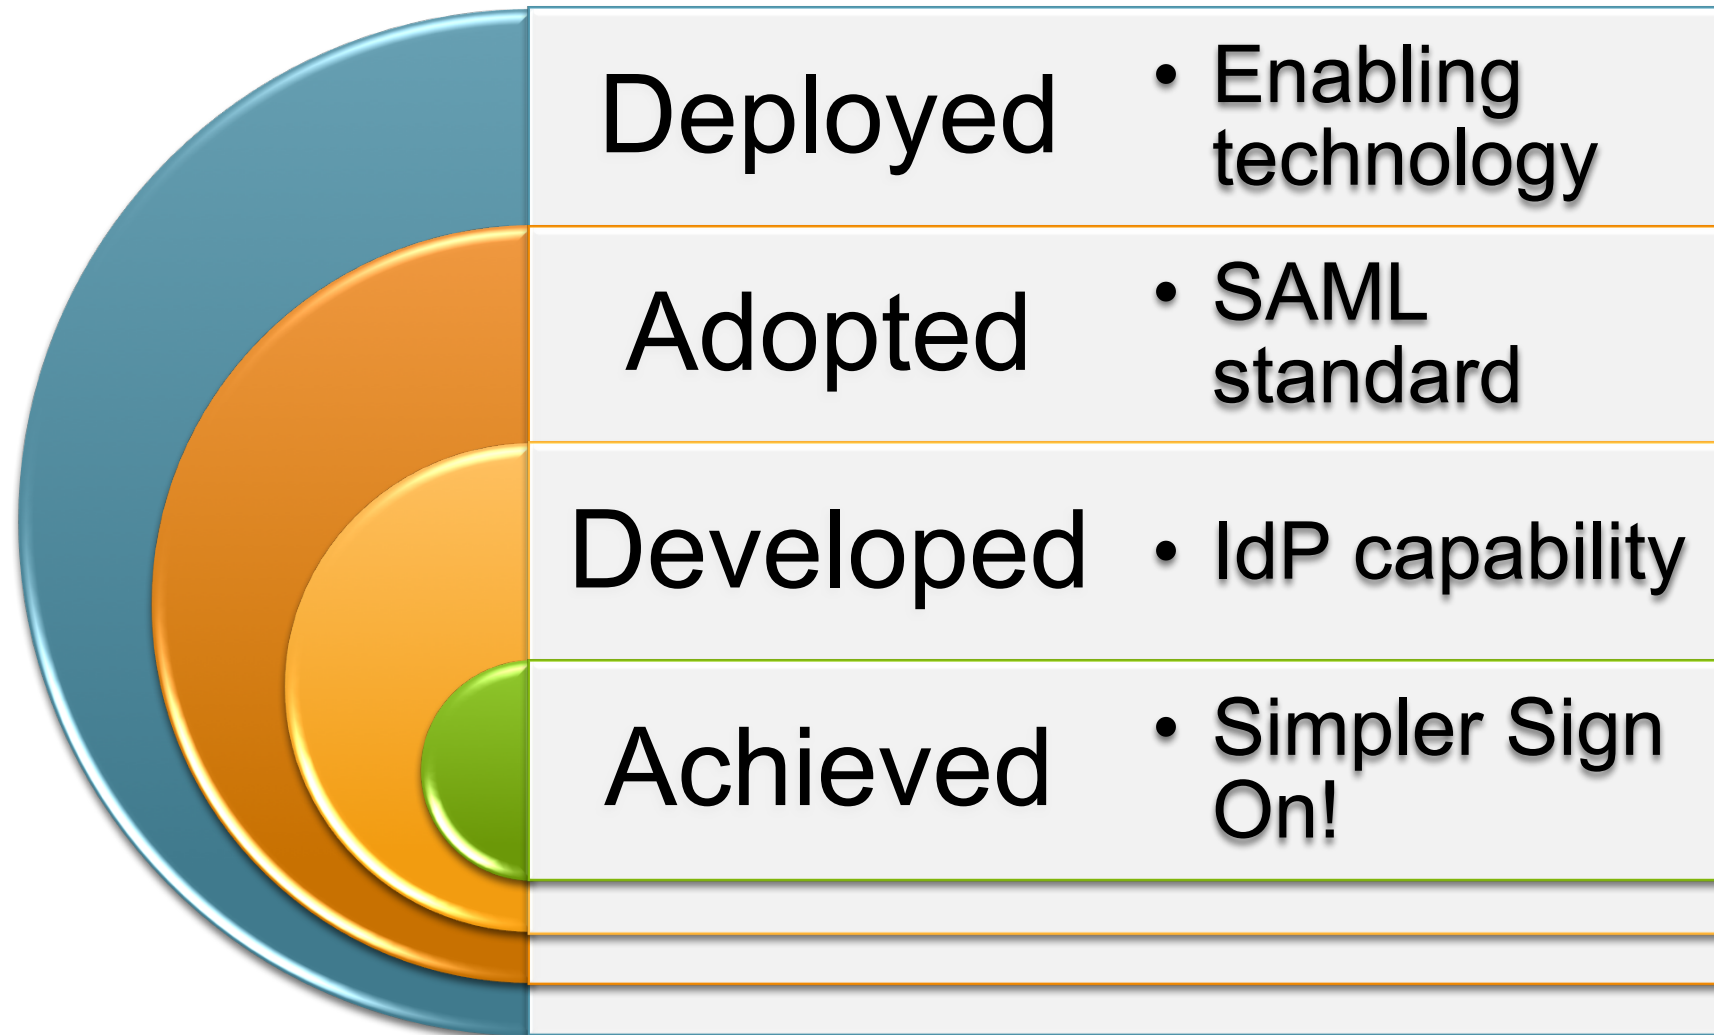 Deployed
• Enabling
technology
Adopted
• SAML
standard
Developed
• IdP capability
Achieved
• Simpler Sign
On!